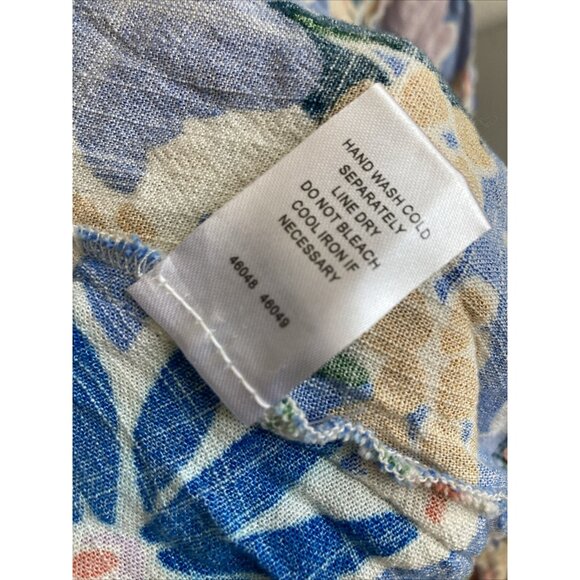 HAND WASH COLD
SEPARATELY
LINE DRY
DO NOT BLEACH
COOL IRON IF
NECESSARY
46048 46049